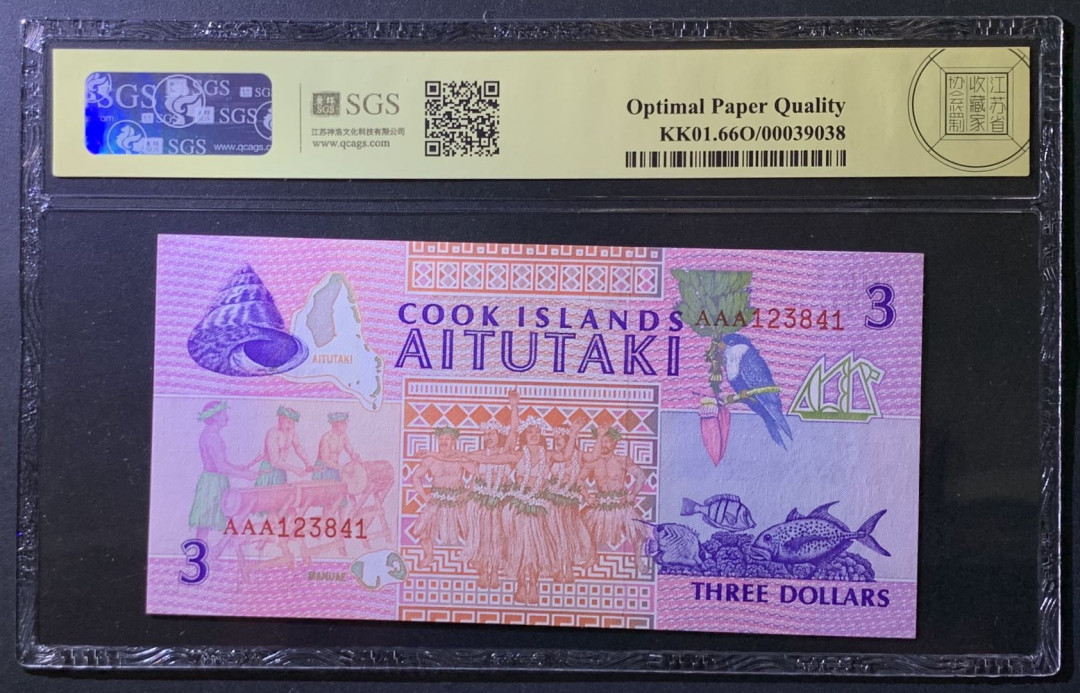 SGS
SGS
SGS
SGS
www.qcags.c
SGS
SGS
江苏神洛文化科技有限公司
www.qcags.com
Optimal Paper Quality
KK01.66O/00039038
江苏省
收藏家
协会监制
COOK ISLANDS
AITUTAKI
AAA123841
3
AITUTAKI
AAA123841
3
MANUAE
THREE DOLLARS